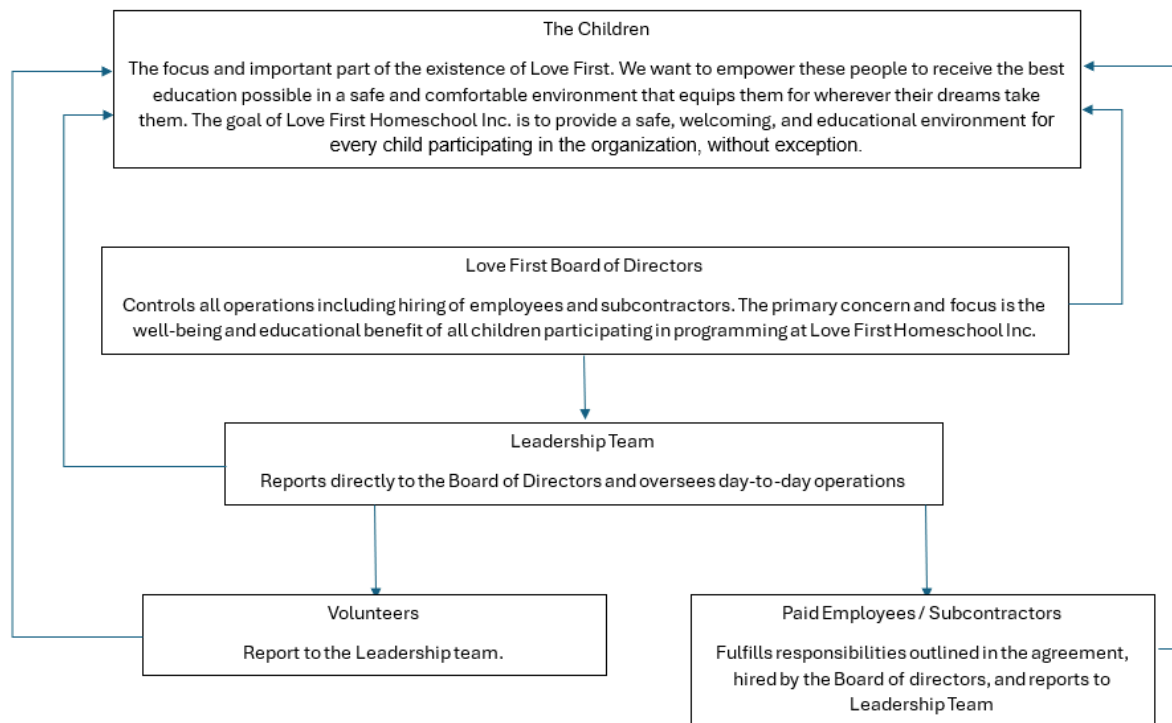 The Children
The focus and important part of the existence of Love First. We want to empower these people to receive the best
education possible in a safe and comfortable environment that equips them for wherever their dreams take
them. The goal of Love First Homeschool Inc. is to provide a safe, welcoming, and educational environment for
every child participating in the organization, without exception.
Love First Board of Directors
Controls all operations including hiring of employees and subcontractors. The primary concern and focus is the
well-being and educational benefit of all children participating in programming at Love First Homeschool Inc.
Leadership Team
Reports directly to the Board of Directors and oversees day-to-day operations
Volunteers
Report to the Leadership team.
Paid Employees / Subcontractors
Fulfills responsibilities outlined in the agreement,
hired by the Board of directors, and reports to
Leadership Team